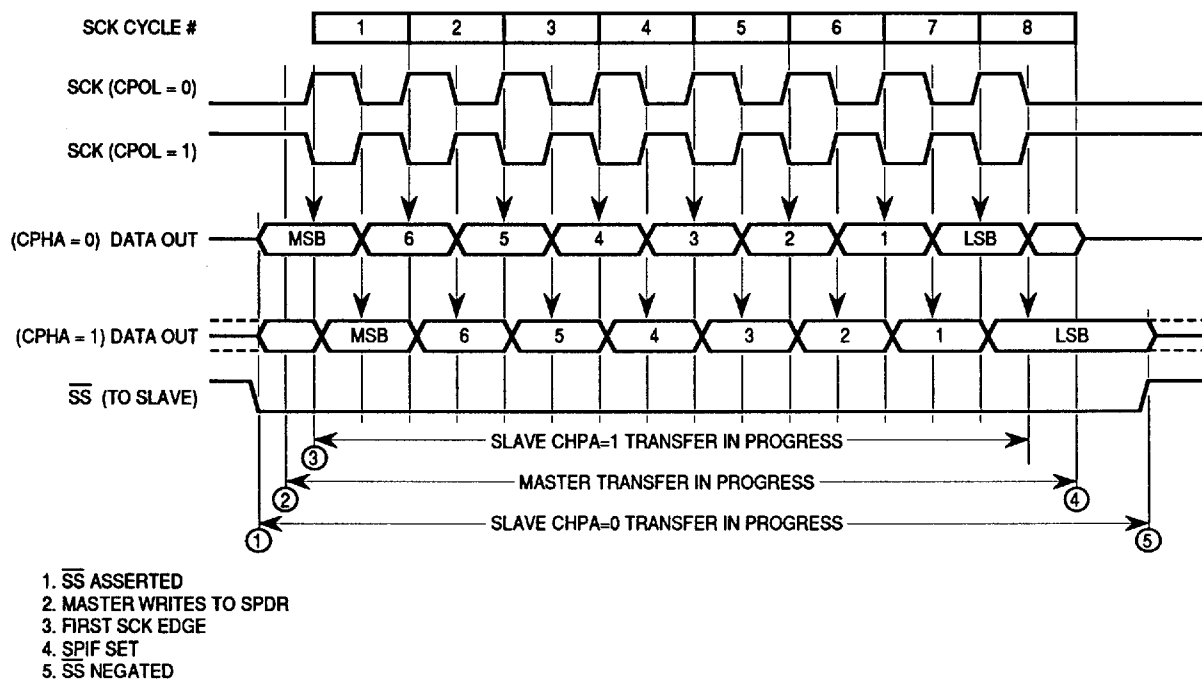 SCK CYCLE # 1 2 3 4 5 6 7 8
SCK (CPOL = 0)
SCK (CPOL = 1)
(CPHA = 0) DATA OUT MSB 6 5 4 3 2 1 LSB
(CPHA = 1) DATA OUT MSB 6 5 4 3 2 1 LSB
S̅S̅ (TO SLAVE)
SLAVE CHPA=1 TRANSFER IN PROGRESS
3
MASTER TRANSFER IN PROGRESS
2 4
SLAVE CHPA=0 TRANSFER IN PROGRESS
1 5
1. S̅S̅ ASSERTED
2. MASTER WRITES TO SPDR
3. FIRST SCK EDGE
4. SPIF SET
5. S̅S̅ NEGATED